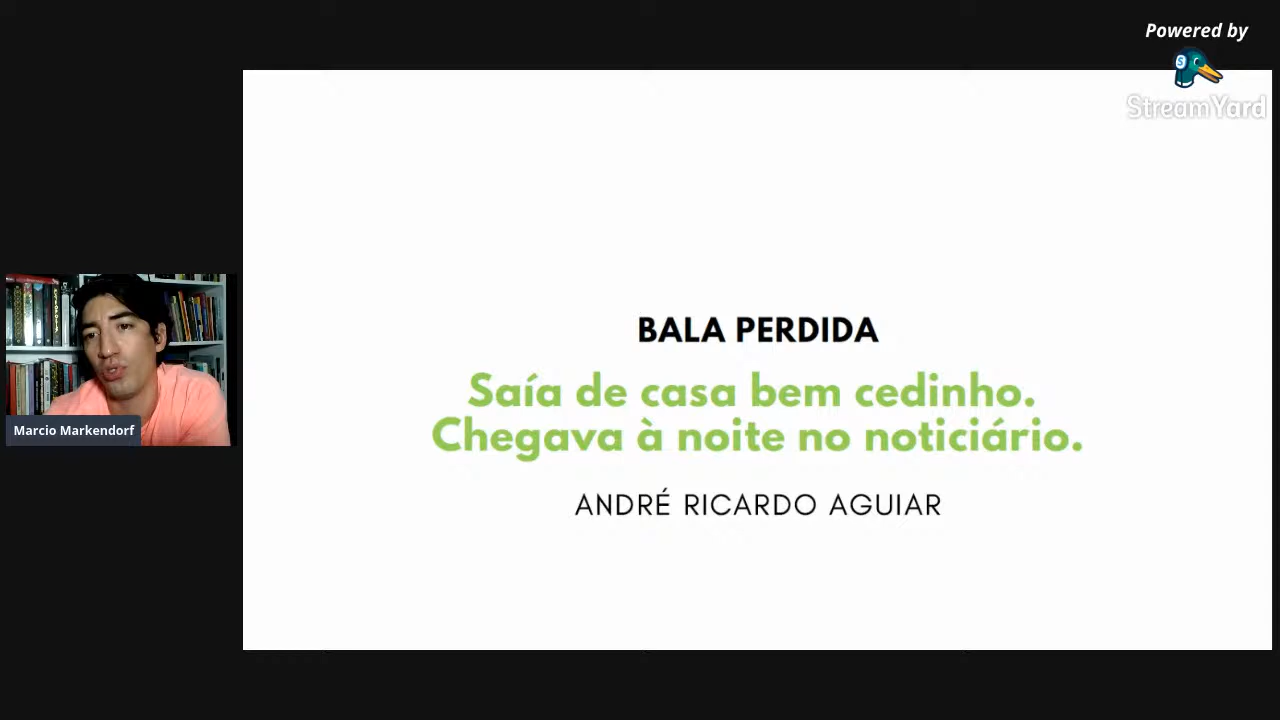 Powered by
StreamYard
BALA PERDIDA
Saía de casa bem cedinho.
Chegava à noite no noticiário.
ANDRÉ RICARDO AGUIAR
Marcio Markendorf